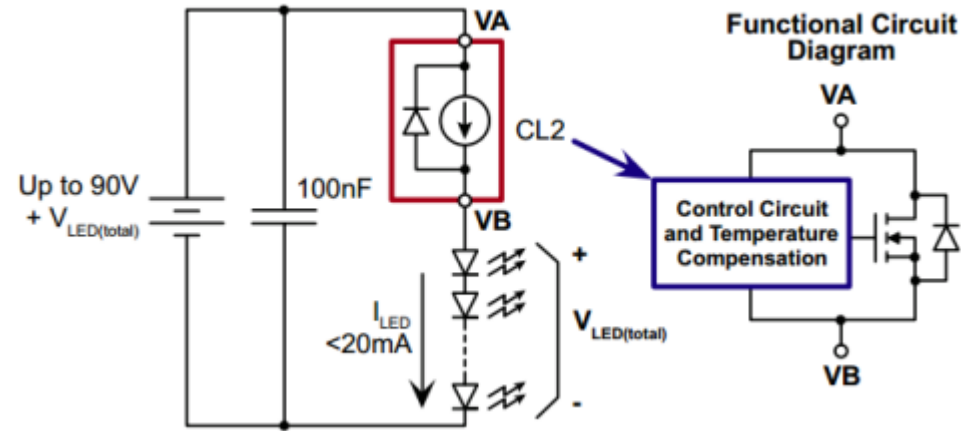 VA
Functional Circuit
Diagram
VA
CL2
Up to 90V
+ VLED(total)
100nF
Control Circuit
and Temperature
Compensation
VB
+
ILED
<20mA
VLED(total)
-
VB